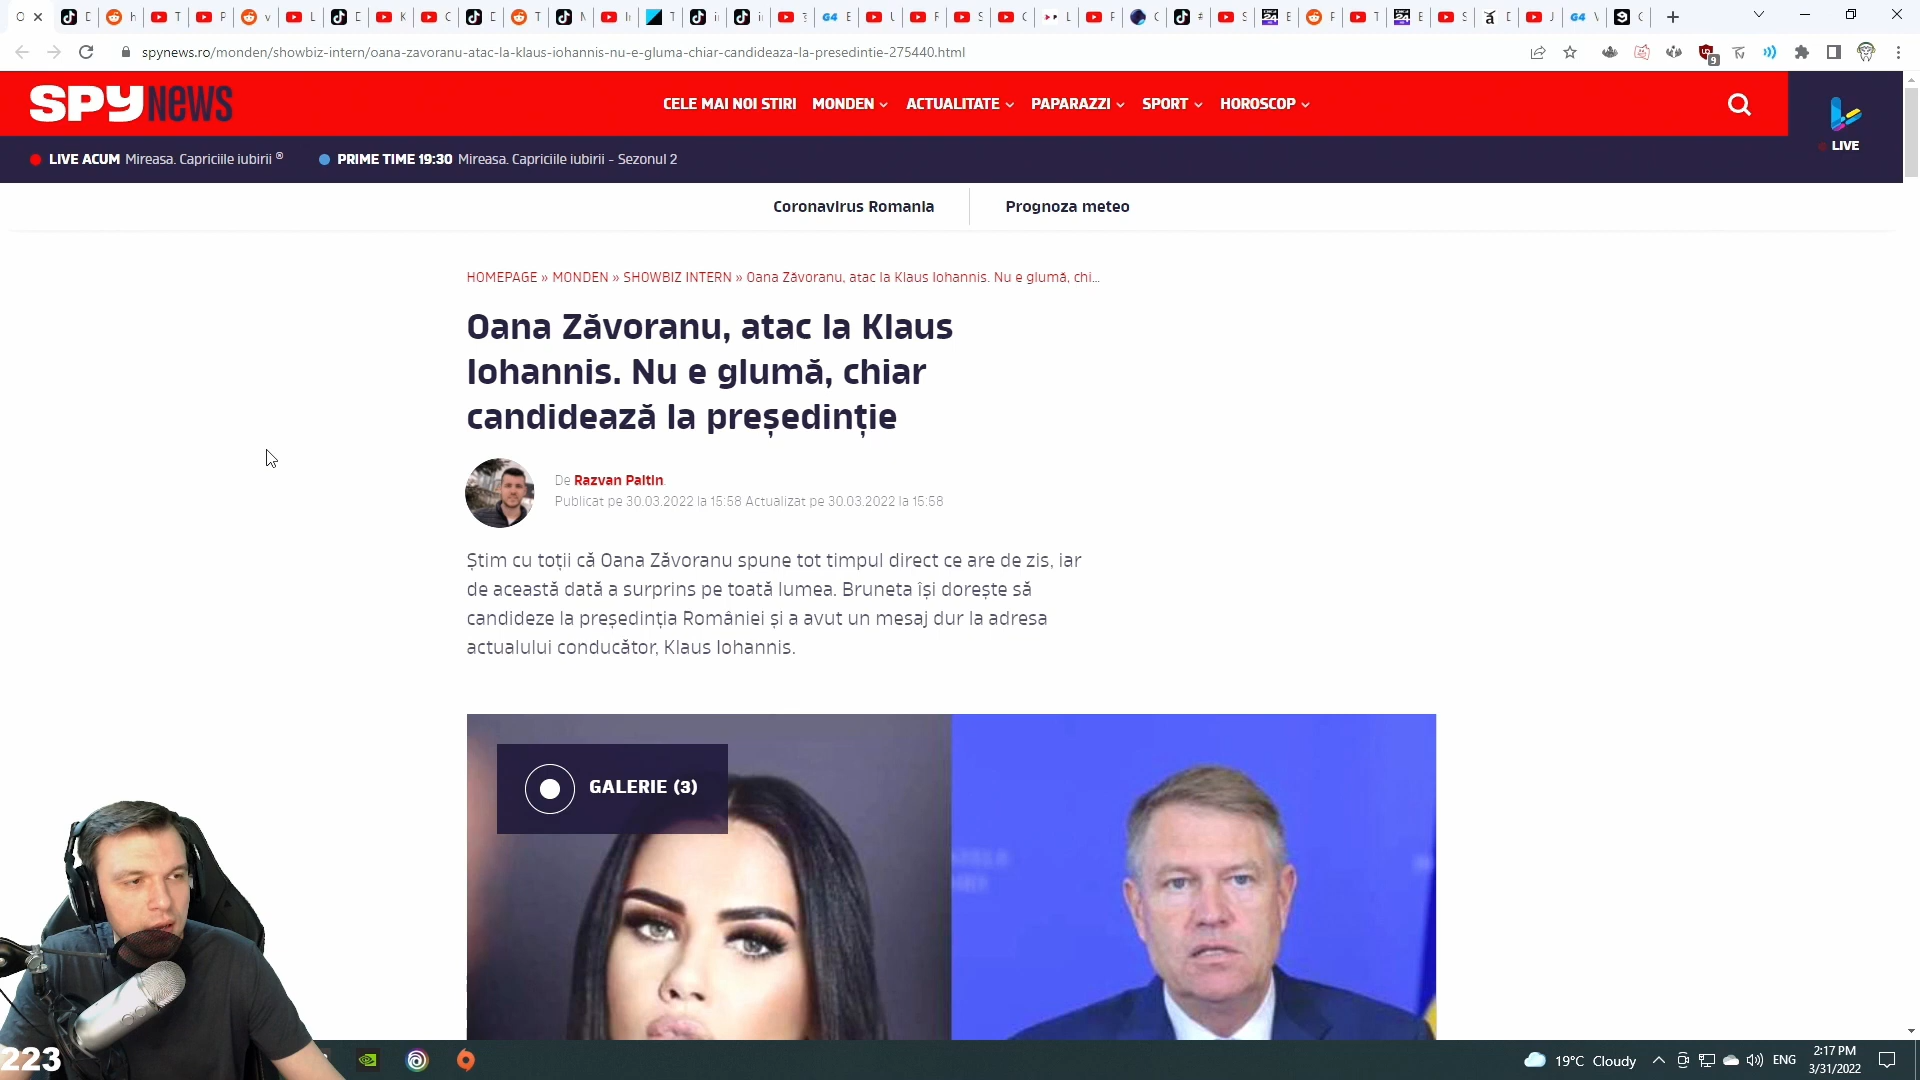 spynews.ro/monden/showbiz-intern/oana-zavoranu-atac-la-klaus-iohannis-nu-e-gluma-chiar-candideaza-la-presedintie-275440.html
9
SPYNEWS
CELE MAI NOI STIRI MONDEN ACTUALITATE PAPARAZZI SPORT HOROSCOP
LIVE
LIVE ACUM Mireasa. Capriciile iubirii ® PRIME TIME 19:30 Mireasa. Capriciile iubirii - Sezonul 2
Coronavirus Romania Prognoza meteo
HOMEPAGE » MONDEN » SHOWBIZ INTERN » Oana Zăvoranu, atac la Klaus Iohannis. Nu e glumă, chi...
Oana Zăvoranu, atac la Klaus
Iohannis. Nu e glumă, chiar
candidează la președinție
De Razvan Paltin
Publicat pe 30.03.2022 la 15:58 Actualizat pe 30.03.2022 la 15:58
Știm cu toții că Oana Zăvoranu spune tot timpul direct ce are de zis, iar
de această dată a surprins pe toată lumea. Bruneta își dorește să
candideze la președinția României și a avut un mesaj dur la adresa
actualului conducător, Klaus Iohannis.
GALERIE (3)
223
19°C Cloudy
ENG
2:17 PM
3/31/2022